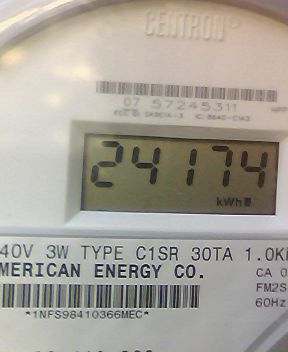 CENTRON®
07 57245311
24174
kWh
40V 3W TYPE C1SR 30TA 1.0K
MERICAN ENERGY CO.
CA 0
FM2S
60Hz
*1NFS98410366MEC*